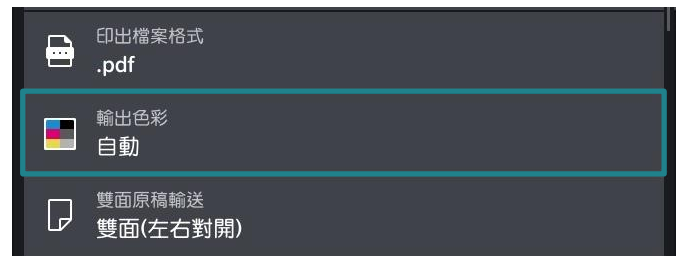 印出檔案格式
.pdf
輸出色彩
自動
雙面原稿輸送
雙面(左右對開)